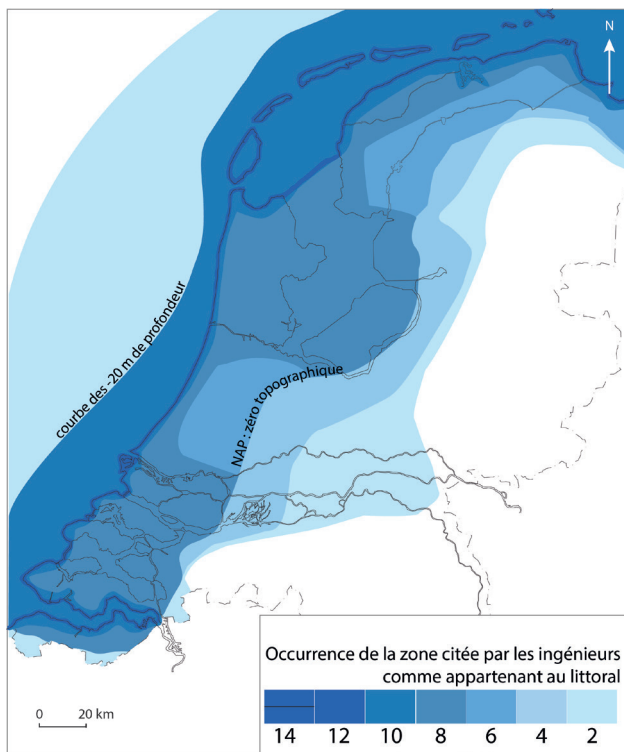 N
courbe des -20 m de profondeur
NAP : zéro topographique
Occurrence de la zone citée par les ingénieurs
comme appartenant au littoral
14 12 10 8 6 4 2
0 20 km